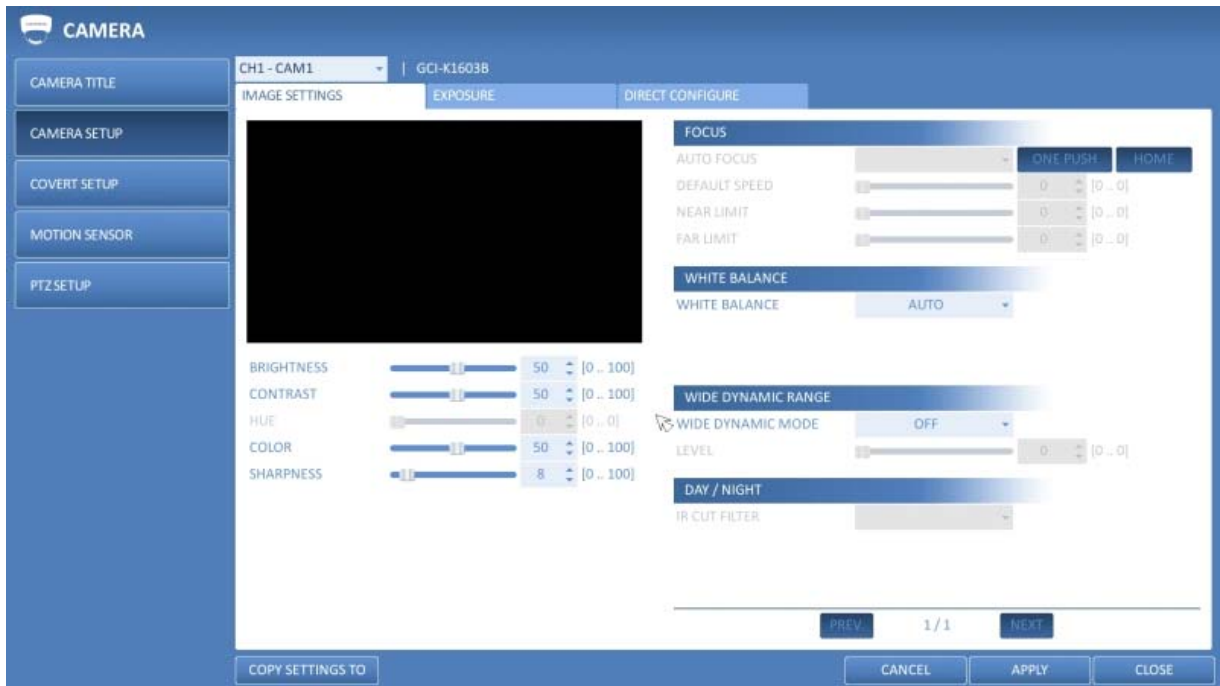 CAMERA
CAMERA TITLE
CAMERA SETUP
COVERT SETUP
MOTION SENSOR
PTZ SETUP
CH1 - CAM1 | GCI-K1603B
IMAGE SETTINGS EXPOSURE DIRECT CONFIGURE
BRIGHTNESS 50 [0 .. 100]
CONTRAST 50 [0 .. 100]
HUE 0 [0 .. 0]
COLOR 50 [0 .. 100]
SHARPNESS 8 [0 .. 100]
FOCUS
AUTO FOCUS ONE PUSH HOME
DEFAULT SPEED 0 [0 .. 0]
NEAR LIMIT 0 [0 .. 0]
FAR LIMIT 0 [0 .. 0]
WHITE BALANCE
WHITE BALANCE AUTO
WIDE DYNAMIC RANGE
WIDE DYNAMIC MODE OFF
LEVEL 0 [0 .. 0]
DAY / NIGHT
IR CUT FILTER
PREV. 1 / 1 NEXT
COPY SETTINGS TO CANCEL APPLY CLOSE